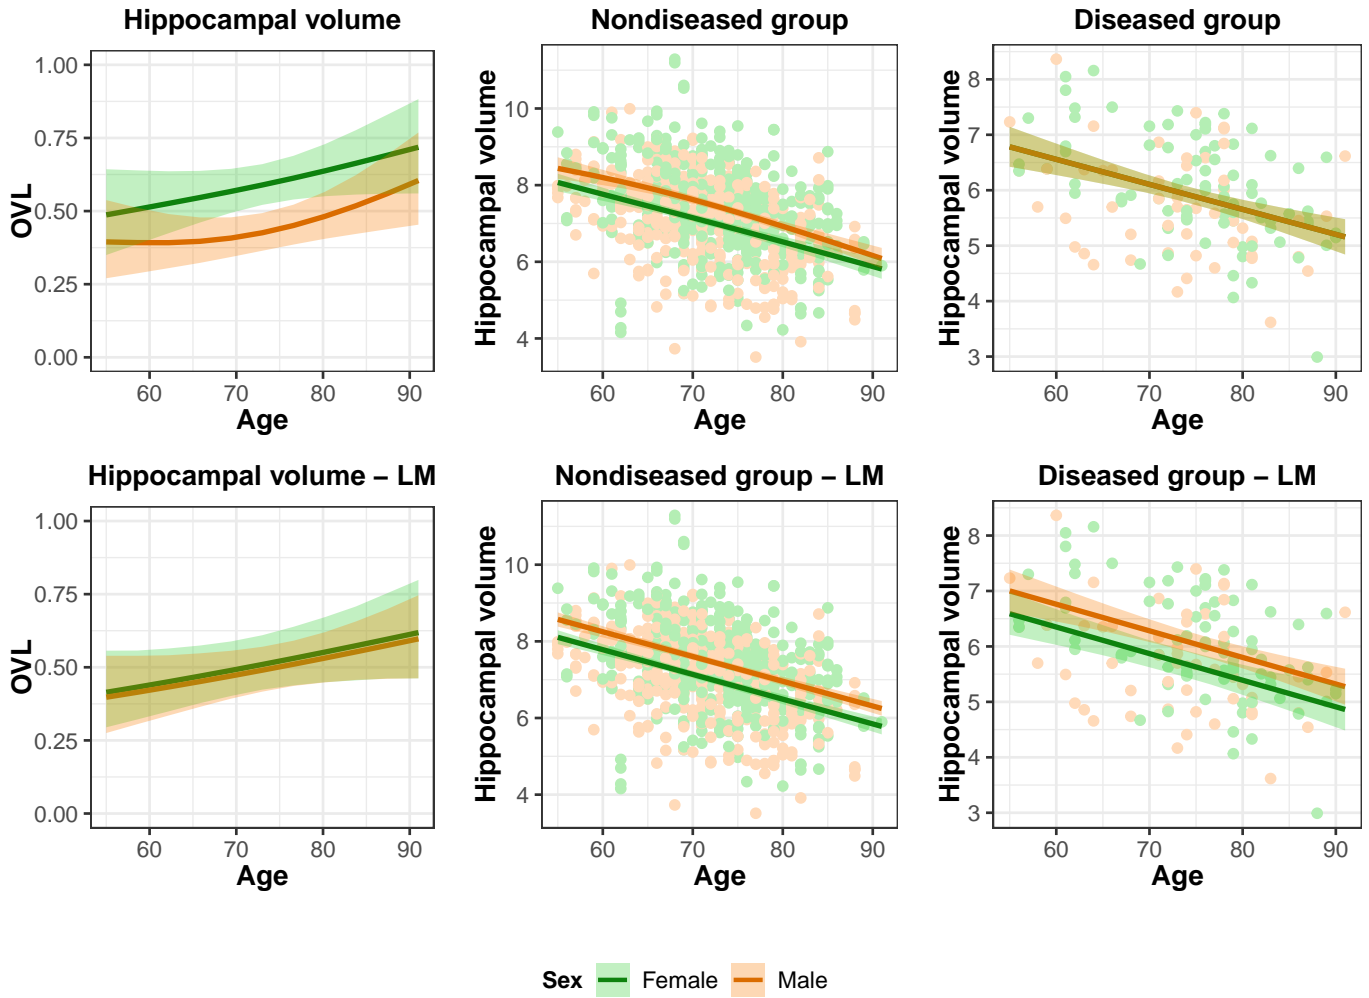 Hippocampal volume
Nondiseased group
Diseased group
OVL
1.00
0.75
0.50
0.25
0.00
60 70 80 90
Age
Hippocampal volume
10
8
6
4
60 70 80 90
Age
Hippocampal volume
8
7
6
5
4
3
60 70 80 90
Age
Hippocampal volume – LM
Nondiseased group – LM
Diseased group – LM
OVL
1.00
0.75
0.50
0.25
0.00
60 70 80 90
Age
Hippocampal volume
10
8
6
4
60 70 80 90
Age
Hippocampal volume
8
7
6
5
4
3
60 70 80 90
Age
Sex Female Male